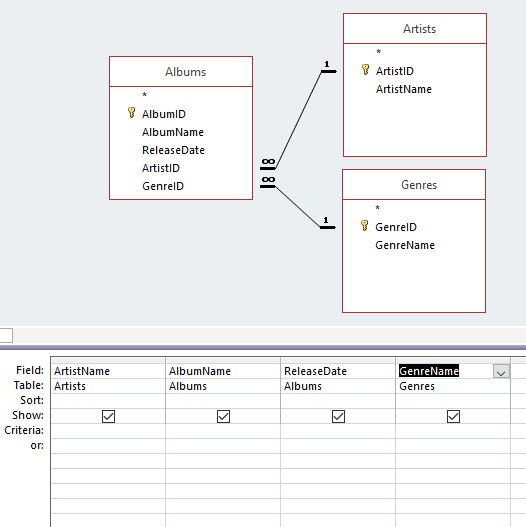 Artists
*
ArtistID
ArtistName
1
Albums
*
AlbumID
AlbumName
ReleaseDate
ArtistID
GenreID
∞
∞
1
Genres
*
GenreID
GenreName
Field: ArtistName AlbumName ReleaseDate GenreName
Table: Artists Albums Albums Genres
Sort:
Show:
Criteria:
or: